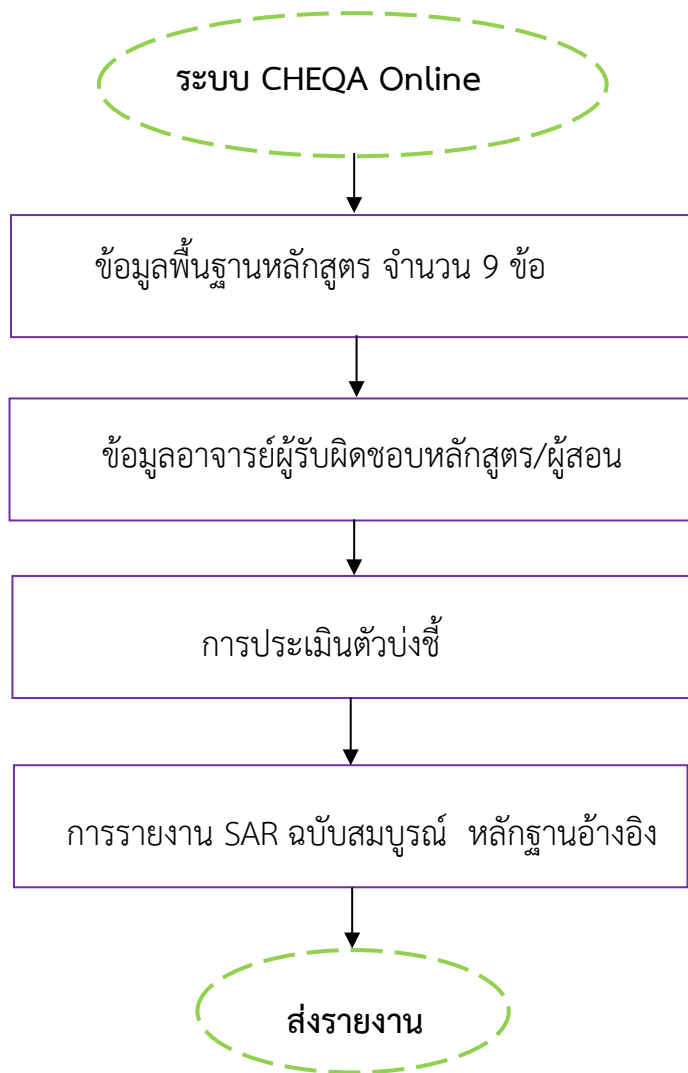 ระบบ CHEQA Online
ข้อมูลพื้นฐานหลักสูตร จำนวน 9 ข้อ
ข้อมูลอาจารย์ผู้รับผิดชอบหลักสูตร/ผู้สอน
การประเมินตัวบ่งชี้
การรายงาน SAR ฉบับสมบูรณ์ หลักฐานอ้างอิง
ส่งรายงาน